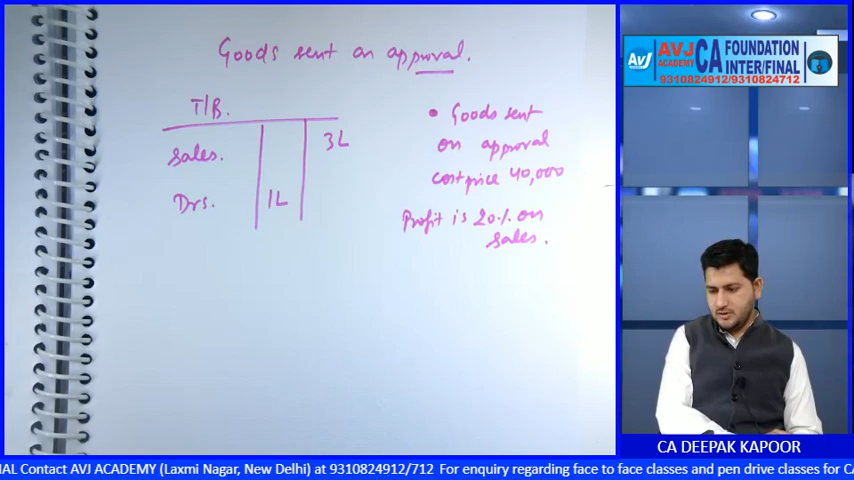 Goods sent on approval.
T/B.
Sales. 3L
Drs. 1L
• Goods sent
on approval
cost price 40,000
Profit is 20% on
Sales.
AVJ
AVJ
ACADEMY
CA FOUNDATION
INTER/FINAL
9310824912/9310824712
CA DEEPAK KAPOOR
IAL Contact AVJ ACADEMY (Laxmi Nagar, New Delhi) at 9310824912/712 For enquiry regarding face to face classes and pen drive classes for CA